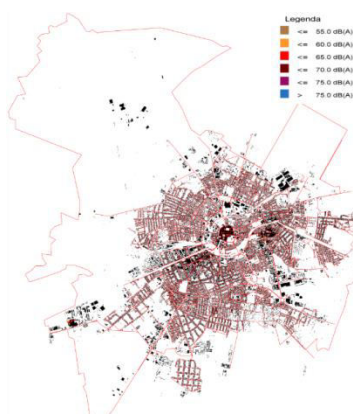 Legenda
<= 55.0 dB(A)
<= 60.0 dB(A)
<= 65.0 dB(A)
<= 70.0 dB(A)
<= 75.0 dB(A)
> 75.0 dB(A)